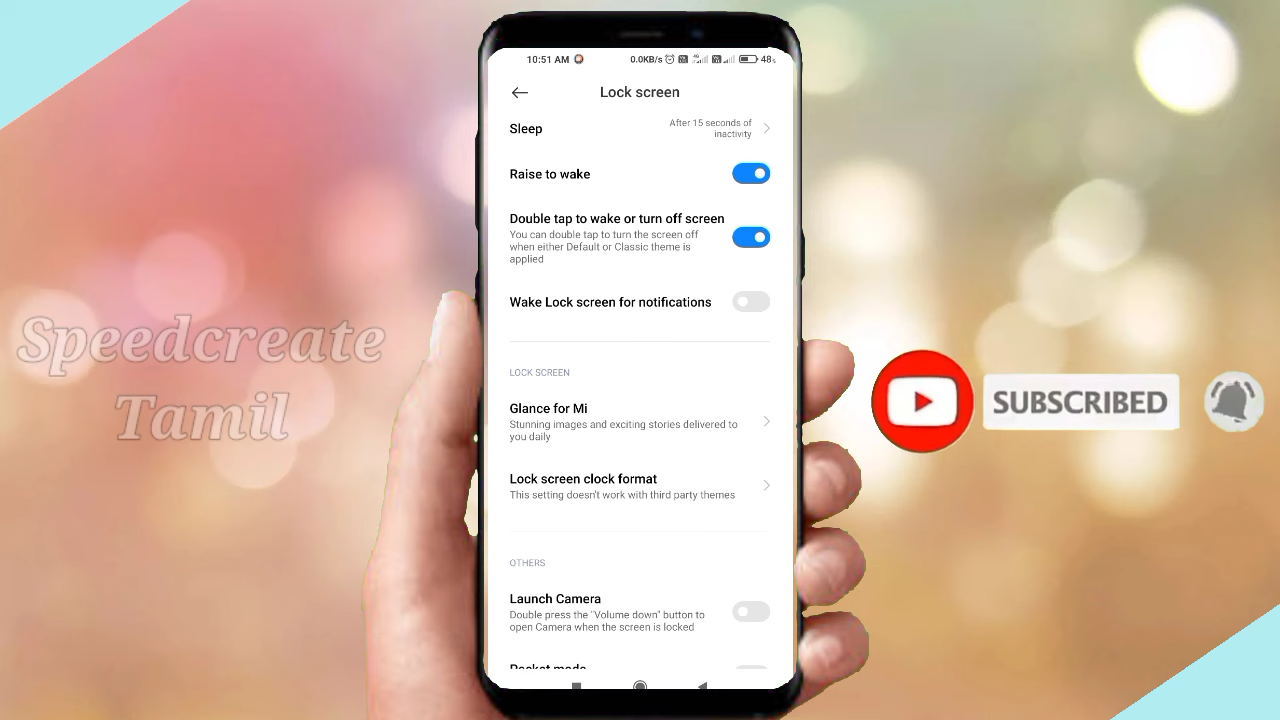 10:51 AM 0.0KB/s 48%
Lock screen
Sleep
After 15 seconds of
inactivity
Raise to wake
Double tap to wake or turn off screen
You can double tap to turn the screen off
when either Default or Classic theme is
applied
Wake Lock screen for notifications
LOCK SCREEN
Glance for Mi
Stunning images and exciting stories delivered to
you daily
Lock screen clock format
This setting doesn't work with third party themes
OTHERS
Launch Camera
Double press the "Volume down" button to
open Camera when the screen is locked
Pocket mode
Speedcreate
Tamil
SUBSCRIBED